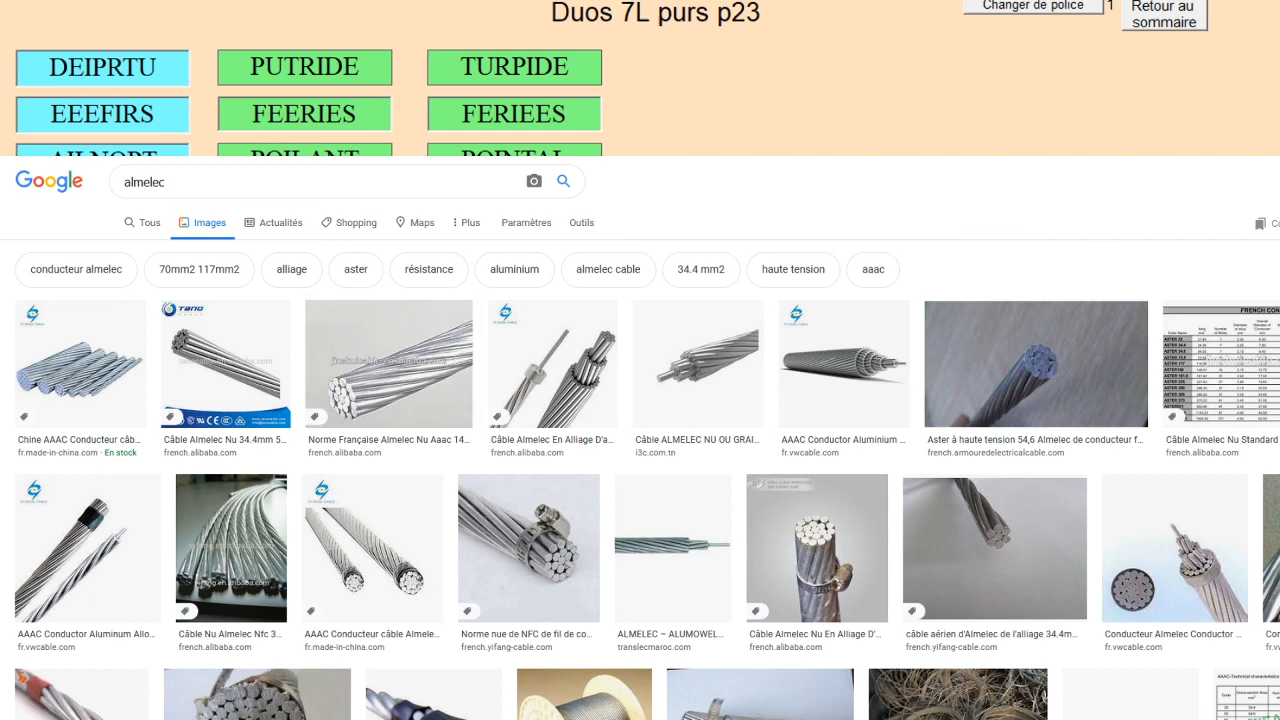 Duos 7L purs p23
Changer de police
1
Retour au
sommaire
DEIPRTU
PUTRIDE
TURPIDE
EEEFIRS
FEERIES
FERIEES
AILNOPT
POILANT
POINTAL
Google
almelec
Tous
Images
Actualités
Shopping
Maps
Plus
Paramètres
Outils
conducteur almelec
70mm2 117mm2
alliage
aster
résistance
aluminium
almelec cable
34.4 mm2
haute tension
aaac
TANO
FRENCH CON
Chine AAAC Conducteur câb...
fr.made-in-china.com · En stock
Câble Almelec Nu 34.4mm 5...
french.alibaba.com
Norme Française Almelec Nu Aaac 14...
french.alibaba.com
Câble Almelec En Alliage D'a...
french.alibaba.com
Câble ALMELEC NU OU GRAI...
i3c.com.tn
AAAC Conductor Aluminium ...
fr.vwcable.com
Aster à haute tension 54,6 Almelec de conducteur f...
french.armouredelectricalcable.com
Câble Almelec Nu Standard
french.alibaba.com
AAAC Conductor Aluminum Allo...
fr.vwcable.com
Câble Nu Almelec Nfc 3...
french.alibaba.com
AAAC Conducteur câble Almele...
fr.made-in-china.com
Norme nue de NFC de fil de co...
french.yifang-cable.com
ALMELEC – ALUMOWEL...
translecmaroc.com
Câble Almelec Nu En Alliage D'...
french.alibaba.com
câble aérien d'Almelec de l'alliage 34.4m...
french.yifang-cable.com
Conducteur Almelec Conductor ...
fr.vwcable.com